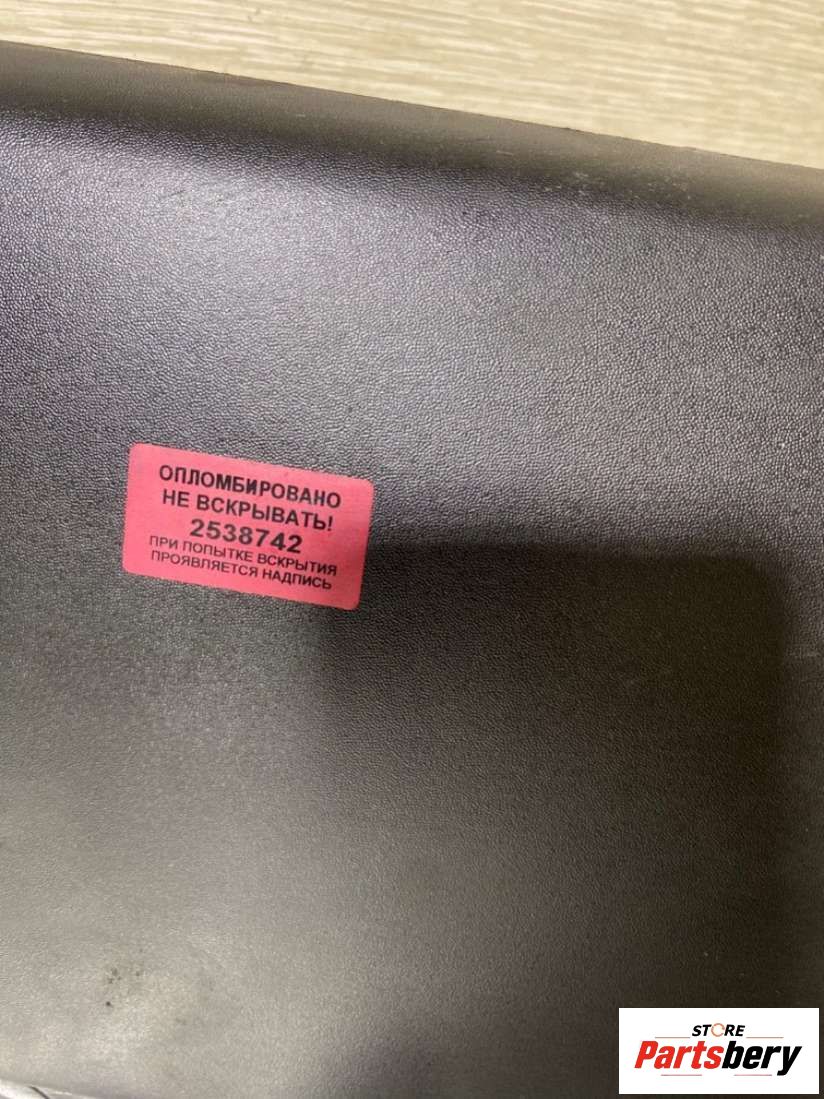 ОПЛОМБИРОВАНО
НЕ ВСКРЫВАТЬ!
2538742
ПРИ ПОПЫТКЕ ВСКРЫТИЯ
ПРОЯВЛЯЕТСЯ НАДПИСЬ
STORE
Partsbery